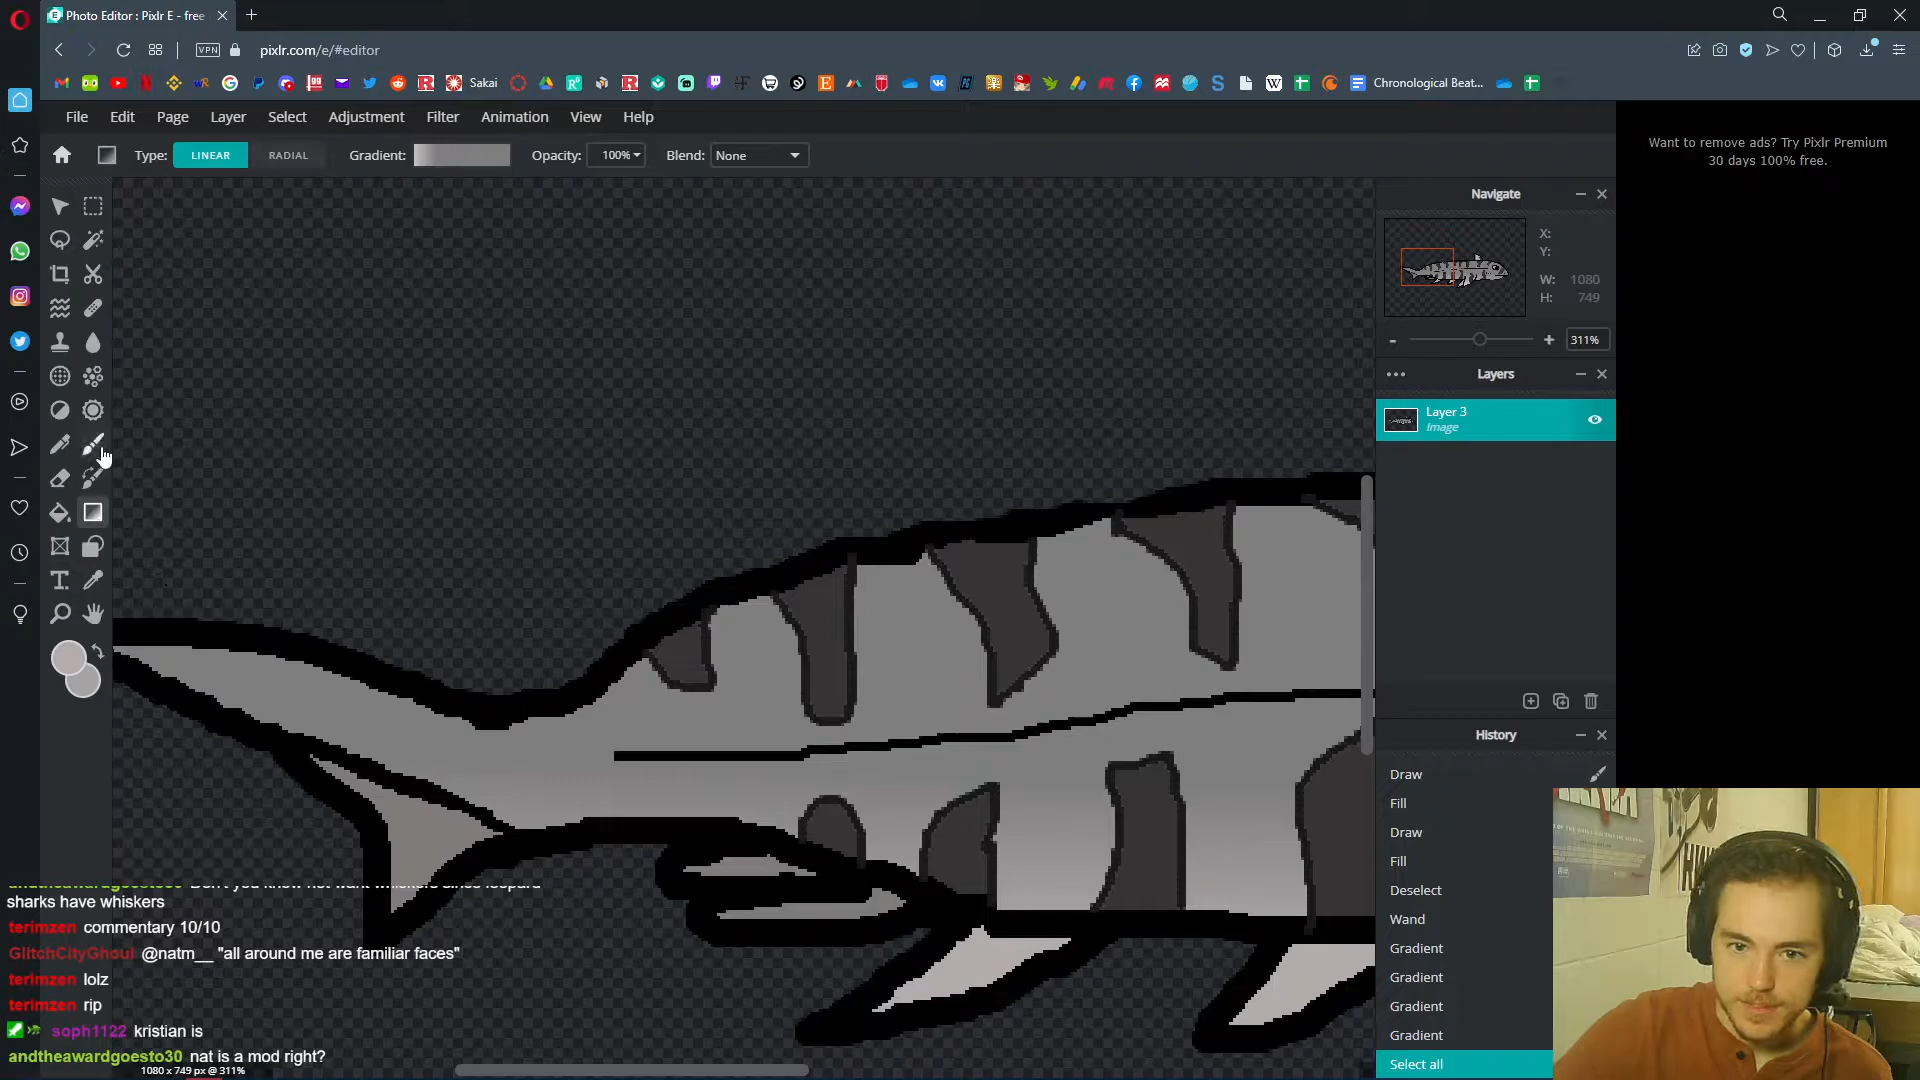 Photo Editor : Pixlr E - free
VPN
pixlr.com/e/#editor
Sakai
Chronological Beat...
File Edit Page Layer Select Adjustment Filter Animation View Help
Type: LINEAR RADIAL Gradient: Opacity: 100% Blend: None
Want to remove ads? Try Pixlr Premium
30 days 100% free.
Navigate
X:
Y:
W: 1080
H: 749
311%
Layers
Layer 3
Image
History
Draw
Fill
Draw
Fill
Deselect
Wand
Gradient
Gradient
Gradient
Gradient
Select all
sharks have whiskers
terimzen commentary 10/10
GlitchCityGhoul @natm__ "all around me are familiar faces"
terimzen lolz
terimzen rip
soph1122 kristian is
andtheawardgoesto30 nat is a mod right?
1080 x 749 px @ 311%